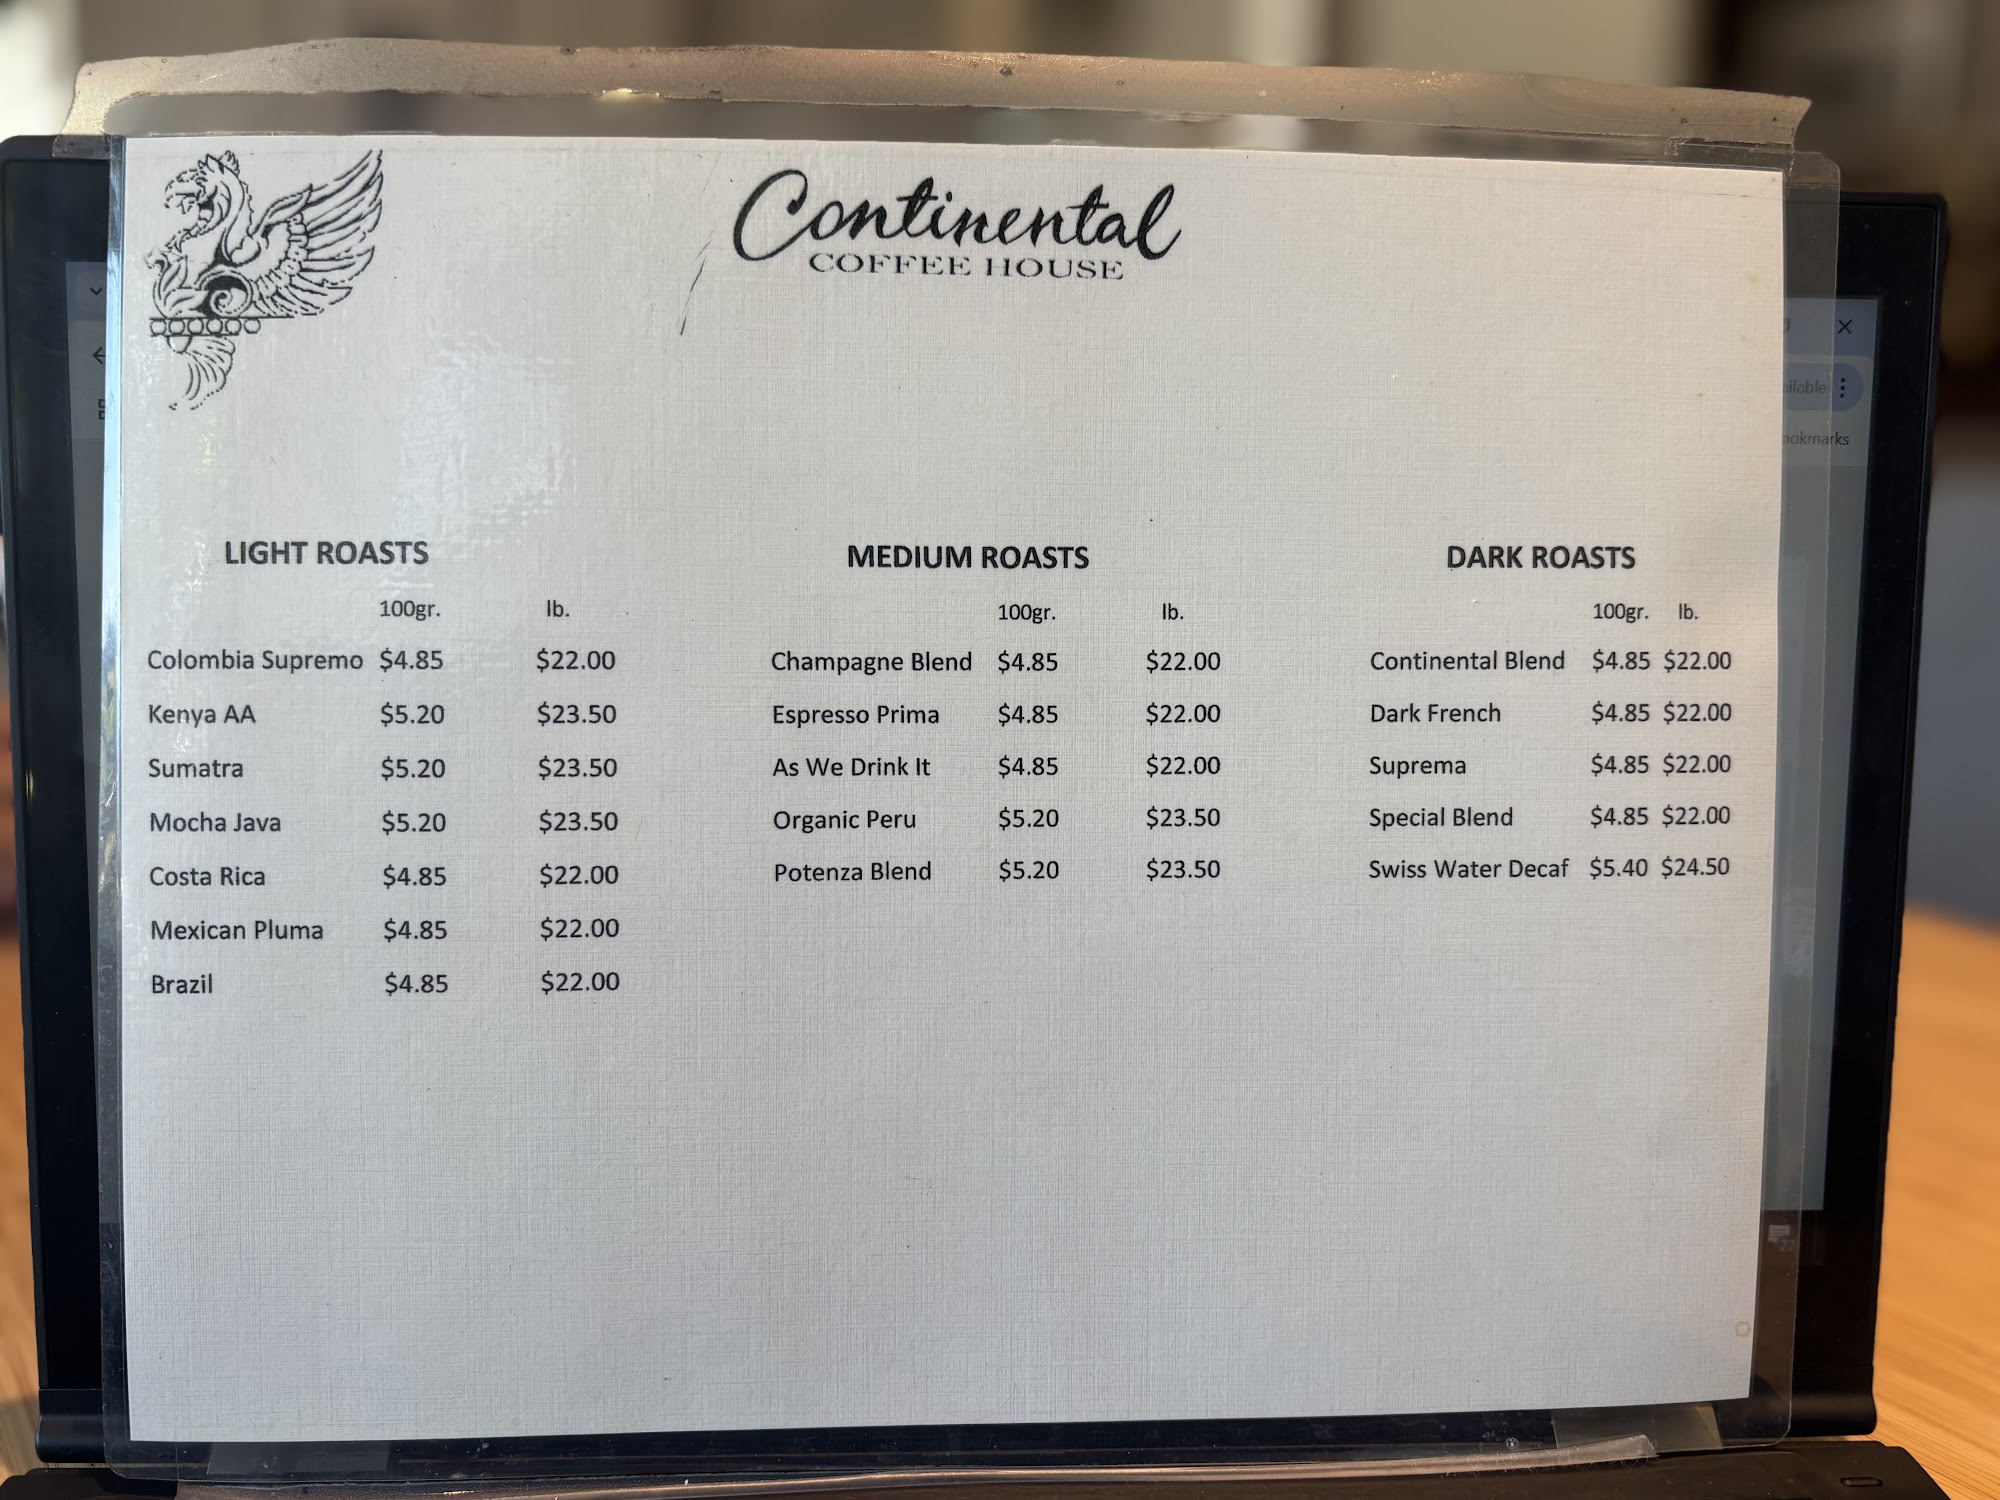 Continental
COFFEE HOUSE
LIGHT ROASTS
100gr. lb.
Colombia Supremo $4.85 $22.00
Kenya AA $5.20 $23.50
Sumatra $5.20 $23.50
Mocha Java $5.20 $23.50
Costa Rica $4.85 $22.00
Mexican Pluma $4.85 $22.00
Brazil $4.85 $22.00
MEDIUM ROASTS
100gr. lb.
Champagne Blend $4.85 $22.00
Espresso Prima $4.85 $22.00
As We Drink It $4.85 $22.00
Organic Peru $5.20 $23.50
Potenza Blend $5.20 $23.50
DARK ROASTS
100gr. lb.
Continental Blend $4.85 $22.00
Dark French $4.85 $22.00
Suprema $4.85 $22.00
Special Blend $4.85 $22.00
Swiss Water Decaf $5.40 $24.50
22